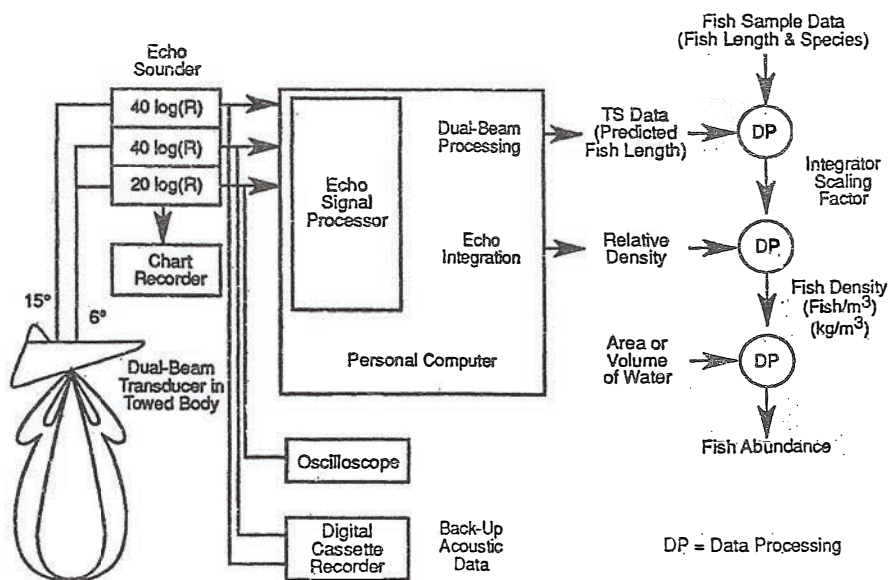 Echo
Sounder
40 log(R)
40 log(R)
20 log(R)
Chart
Recorder
15°
6°
Dual-Beam
Transducer in
Towed Body
Echo
Signal
Processor
Dual-Beam
Processing
Echo
Integration
Personal Computer
Oscilloscope
Digital
Cassette
Recorder
Back-Up
Acoustic
Data
Fish Sample Data
(Fish Length & Species)
TS Data
(Predicted
Fish Length)
DP
Integrator
Scaling
Factor
Relative
Density
DP
Fish Density
(Fish/m³)
(kg/m³)
Area or
Volume
of Water
DP
Fish Abundance
DP = Data Processing